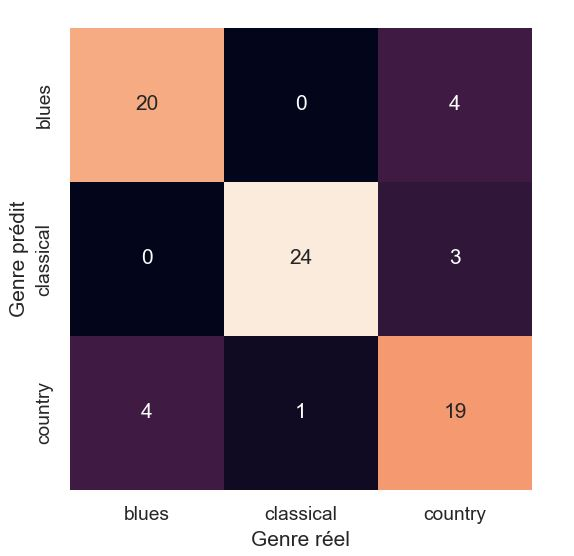 blues
20
0
4
Genre prédit
classical
0
24
3
country
4
1
19
blues
classical
country
Genre réel